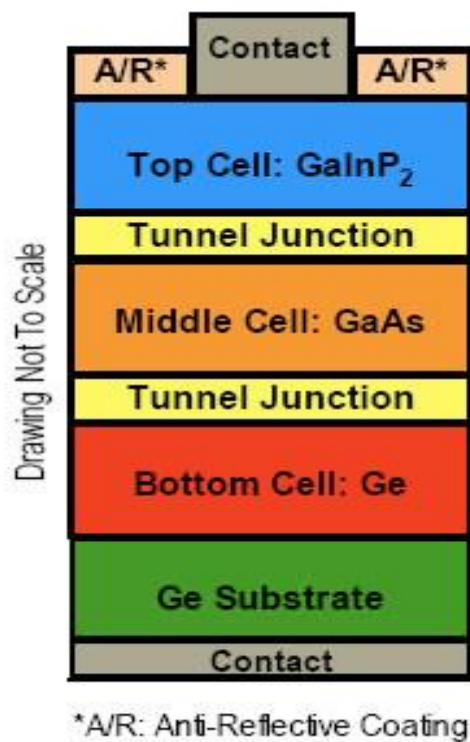 Contact
A/R* A/R*
Top Cell: GaInP₂
Tunnel Junction
Middle Cell: GaAs
Tunnel Junction
Bottom Cell: Ge
Ge Substrate
Contact
Drawing Not To Scale
*A/R: Anti-Reflective Coating